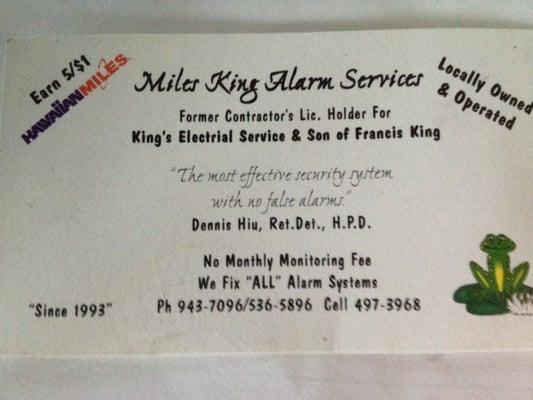 Earn 5/$1
HAWAIIANMILES
Miles King Alarm Services
Locally Owned
& Operated
Former Contractor's Lic. Holder For
King's Electrial Service & Son of Francis King
"The most effective security system
with no false alarms."
Dennis Hiu, Ret.Det., H.P.D.
No Monthly Monitoring Fee
We Fix "ALL" Alarm Systems
"Since 1993"
Ph 943-7096/536-5896 Cell 497-3968